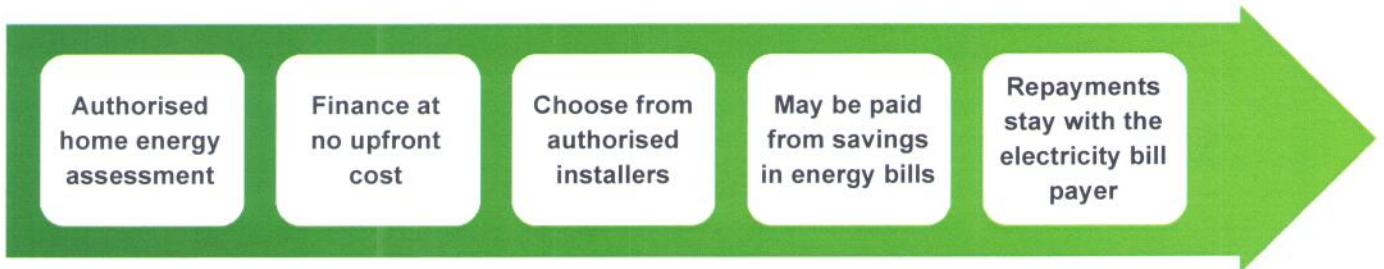 Authorised
home energy
assessment
Finance at
no upfront
cost
Choose from
authorised
installers
May be paid
from savings
in energy bills
Repayments
stay with the
electricity bill
payer